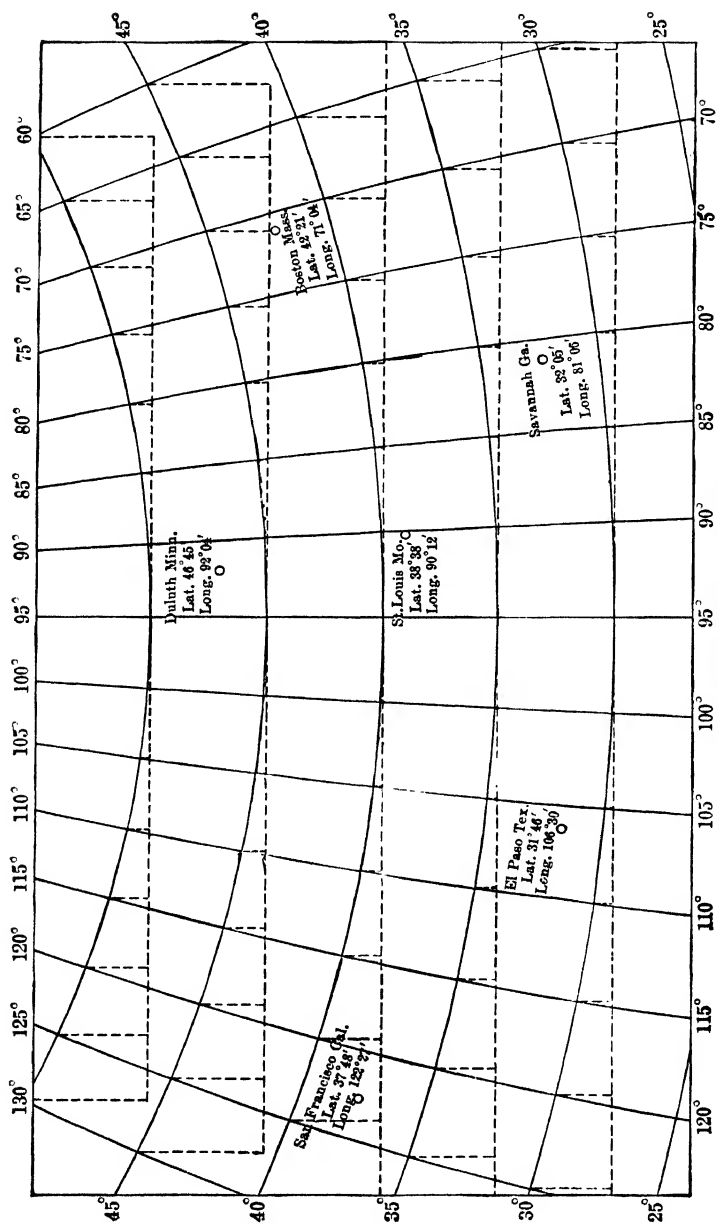 130° 125° 120° 115° 110° 105° 100° 95° 90° 85° 80° 75° 70° 65° 60°
45° 45°
Duluth Minn.
Lat. 46°45′
Long. 92°04′
40° 40°
Boston Mass.
Lat. 42°21′
Long. 71°04′
San Francisco Cal.
Lat. 37°48′
Long. 122°27′
St.Louis Mo.
Lat. 38°38′
Long. 90°12′
35° 35°
El Paso Tex.
Lat. 31°46′
Long. 106°30′
Savannah Ga.
Lat. 32°05′
Long. 81°05′
30° 30°
25° 25°
120° 115° 110° 105° 100° 95° 90° 85° 80° 75° 70°